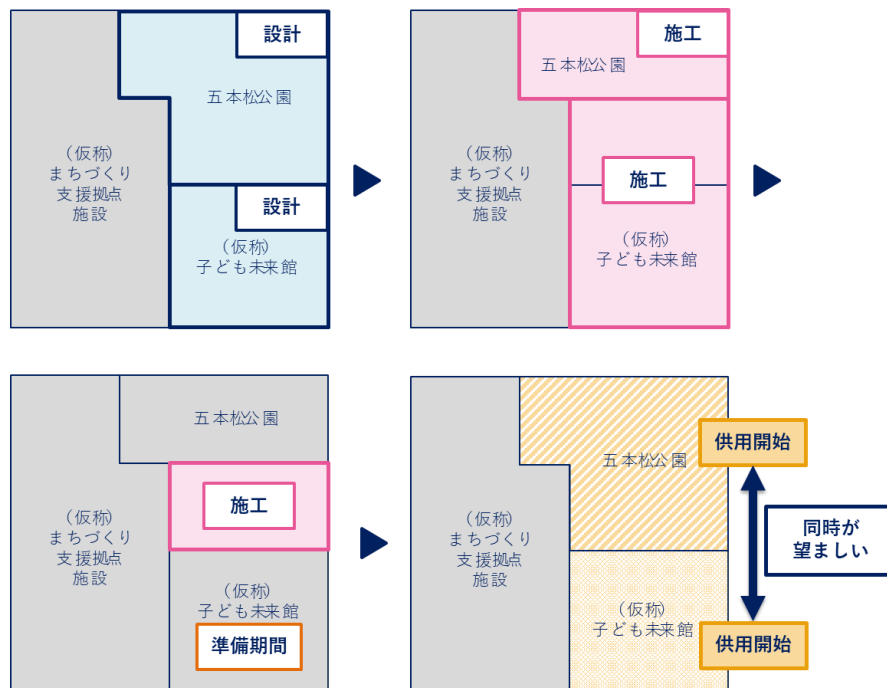 設計
五本松公園
(仮称)
まちづくり
支援拠点
施設
設計
(仮称)
子ども未来館
施工
五本松公園
(仮称)
まちづくり
支援拠点
施設
施工
(仮称)
子ども未来館
五本松公園
(仮称)
まちづくり
支援拠点
施設
施工
(仮称)
子ども未来館
準備期間
供用開始
五本松公園
(仮称)
まちづくり
支援拠点
施設
同時が
望ましい
(仮称)
子ども未来館
供用開始